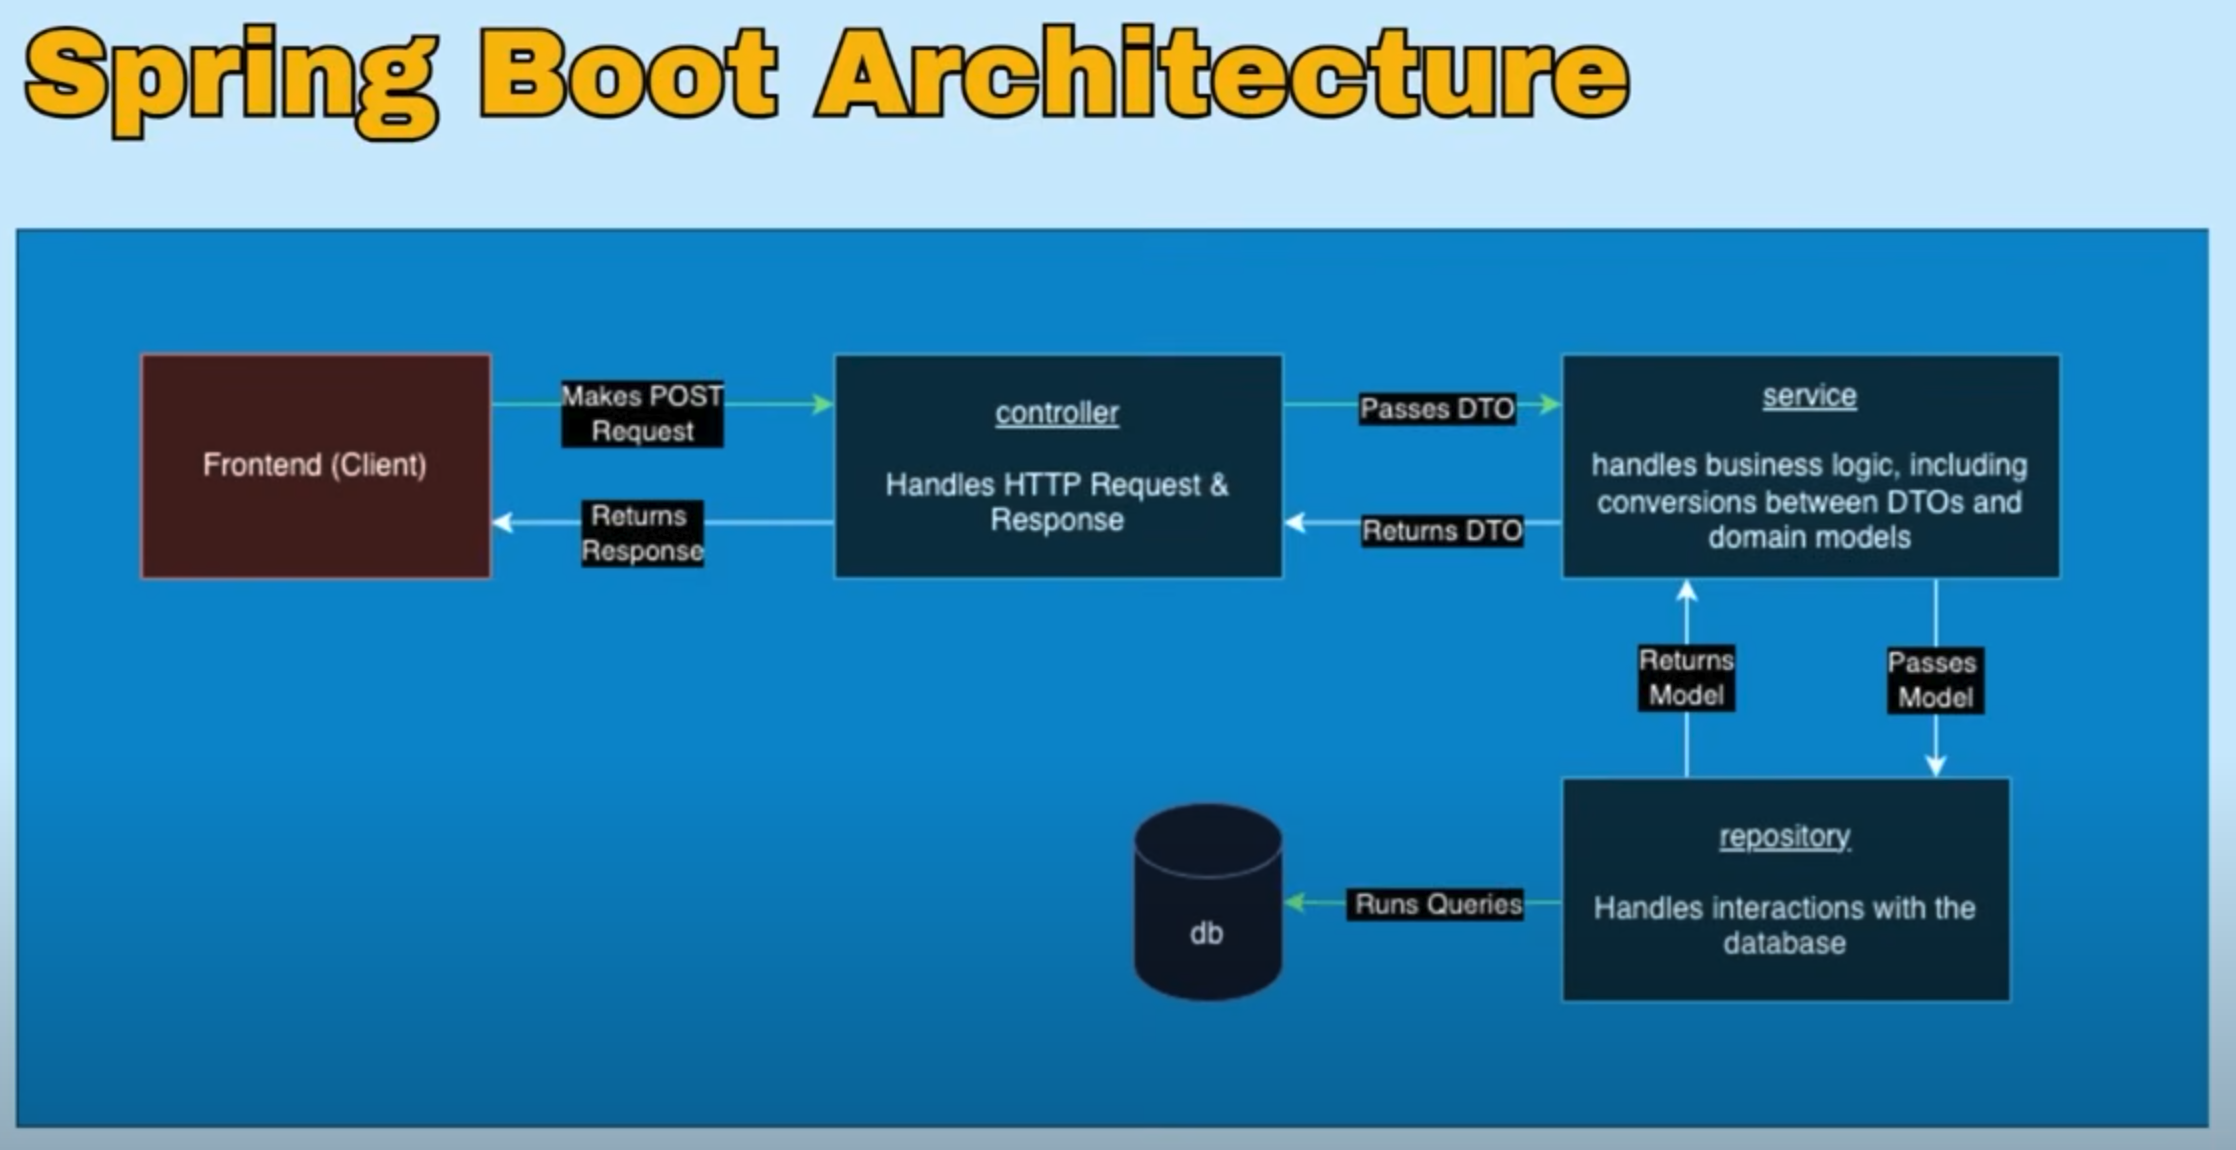 Spring Boot Architecture
Frontend (Client)
Makes POST
Request
Returns
Response
controller
Handles HTTP Request &
Response
Passes DTO
Returns DTO
service
handles business logic, including
conversions between DTOs and
domain models
Returns
Model
Passes
Model
repository
Handles interactions with the
database
Runs Queries
db